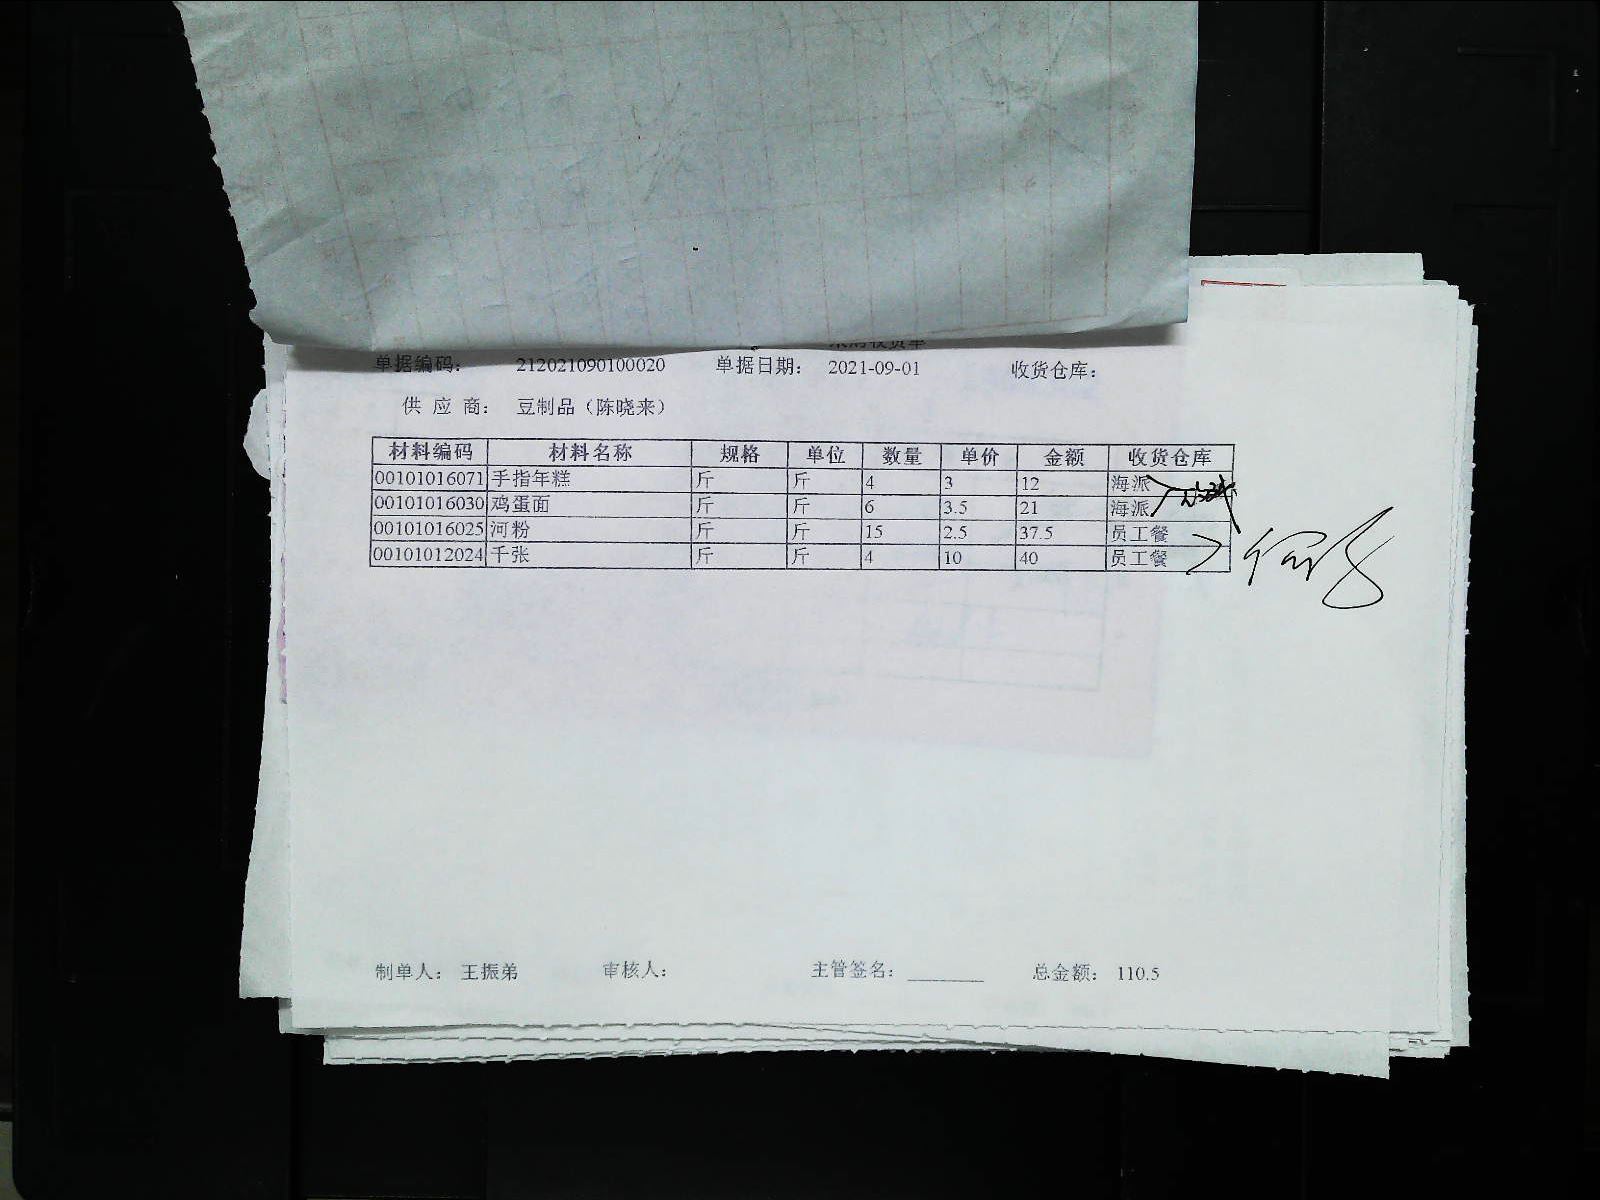 单据编码： 212021090100020 单据日期： 2021-09-01 收货仓库：
供 应 商： 豆制品（陈晓来）
材料编码 材料名称 规格 单位 数量 单价 金额 收货仓库
00101016071 手指年糕 斤 斤 4 3 12 海派
00101016030 鸡蛋面 斤 斤 6 3.5 21 海派
00101016025 河粉 斤 斤 15 2.5 37.5 员工餐
00101012024 千张 斤 斤 4 10 40 员工餐
制单人： 王振弟 审核人： 主管签名： ________ 总金额： 110.5